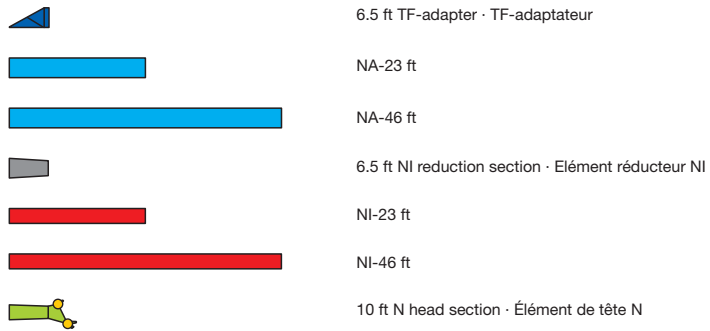 6.5 ft TF-adapter · TF-adaptateur
NA-23 ft
NA-46 ft
6.5 ft NI reduction section · Elément réducteur NI
NI-23 ft
NI-46 ft
10 ft N head section · Élément de tête N